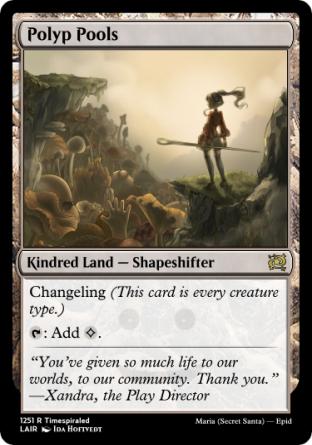 Polyp Pools
Kindred Land — Shapeshifter
Changeling (This card is every creature
type.)
: Add .
“You’ve given so much life to our
worlds, to our community. Thank you.”
—Xandra, the Play Director
1251 R Timespiraled
LAIR Ida Hoftvedt
Maria (Secret Santa) — Epid